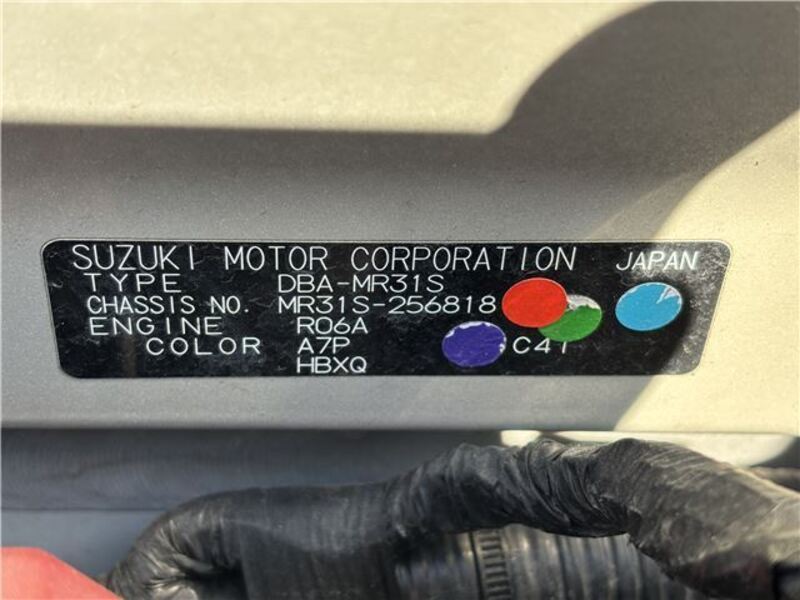 SUZUKI MOTOR CORPORATION JAPAN
TYPE DBA-MR31S
CHASSIS NO. MR31S-256818
ENGINE R06A
COLOR A7P C41
HBXQ